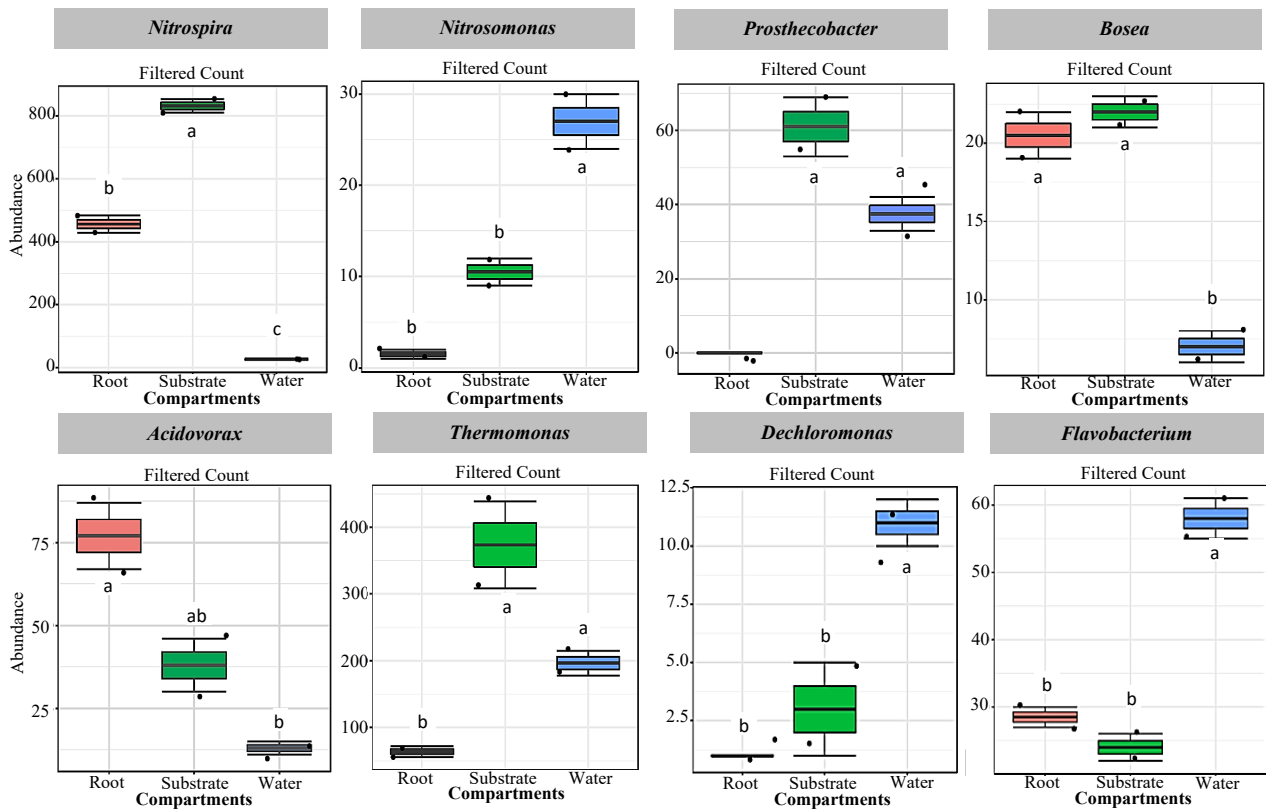 Nitrospira
Nitrosomonas
Prosthecobacter
Bosea
Filtered Count
Filtered Count
Filtered Count
Filtered Count
Abundance
800
600
400
200
0
b
a
c
Root Substrate Water
Compartments
30
20
10
0
b
b
a
Root Substrate Water
Compartments
60
40
20
0
a
a
Root Substrate Water
Compartments
20
15
10
a
a
b
Root Substrate Water
Compartments
Acidovorax
Thermomonas
Dechloromonas
Flavobacterium
Filtered Count
Filtered Count
Filtered Count
Filtered Count
Abundance
75
50
25
a
ab
b
Root Substrate Water
Compartments
400
300
200
100
b
a
a
Root Substrate Water
Compartments
12.5
10.0
7.5
5.0
2.5
b
b
a
Root Substrate Water
Compartments
60
50
40
30
b
b
a
Root Substrate Water
Compartments